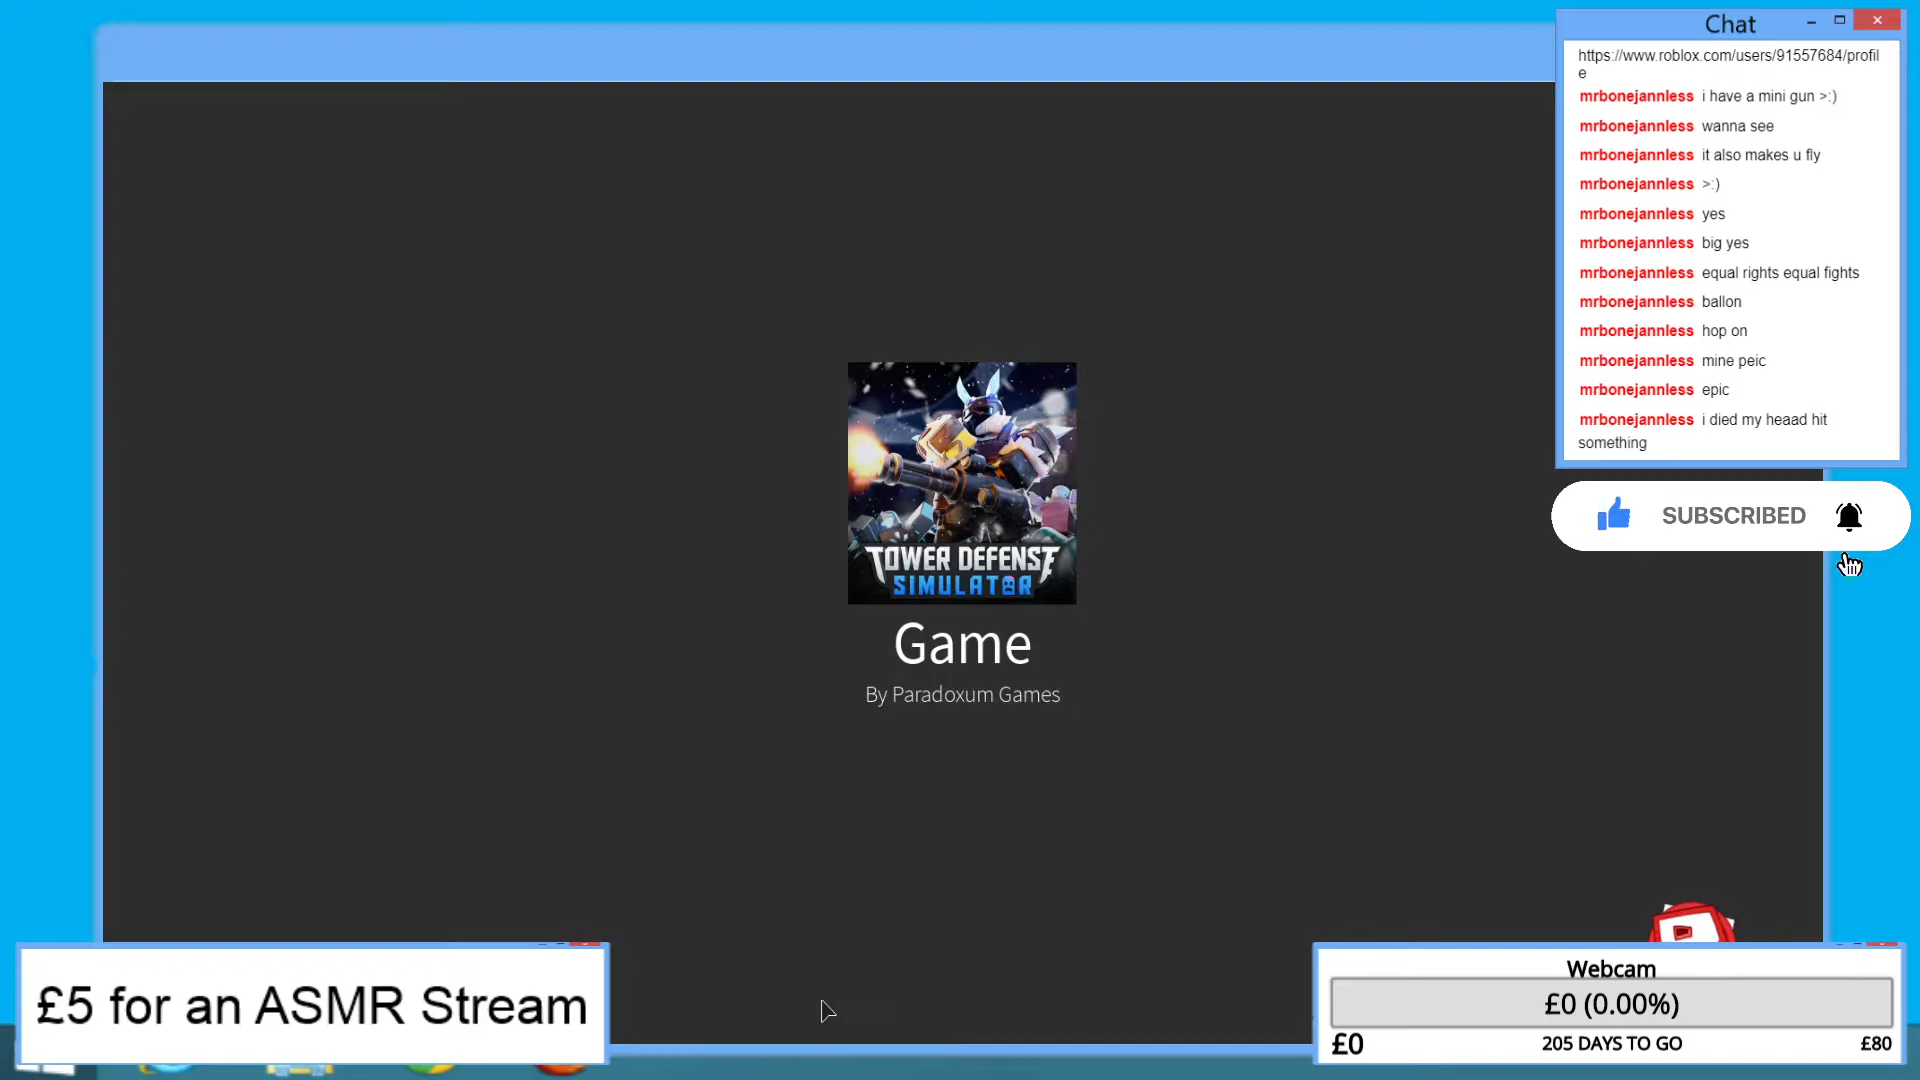 Chat
https://www.roblox.com/users/91557684/profil
e
mrbonejannless i have a mini gun >:)
mrbonejannless wanna see
mrbonejannless it also makes u fly
mrbonejannless >:)
mrbonejannless yes
mrbonejannless big yes
mrbonejannless equal rights equal fights
mrbonejannless ballon
mrbonejannless hop on
mrbonejannless mine peic
mrbonejannless epic
mrbonejannless i died my heaad hit
something
SUBSCRIBED
TOWER DEFENSE
SIMULATOR
Game
By Paradoxum Games
£5 for an ASMR Stream
Webcam
£0 (0.00%)
£0 205 DAYS TO GO £80